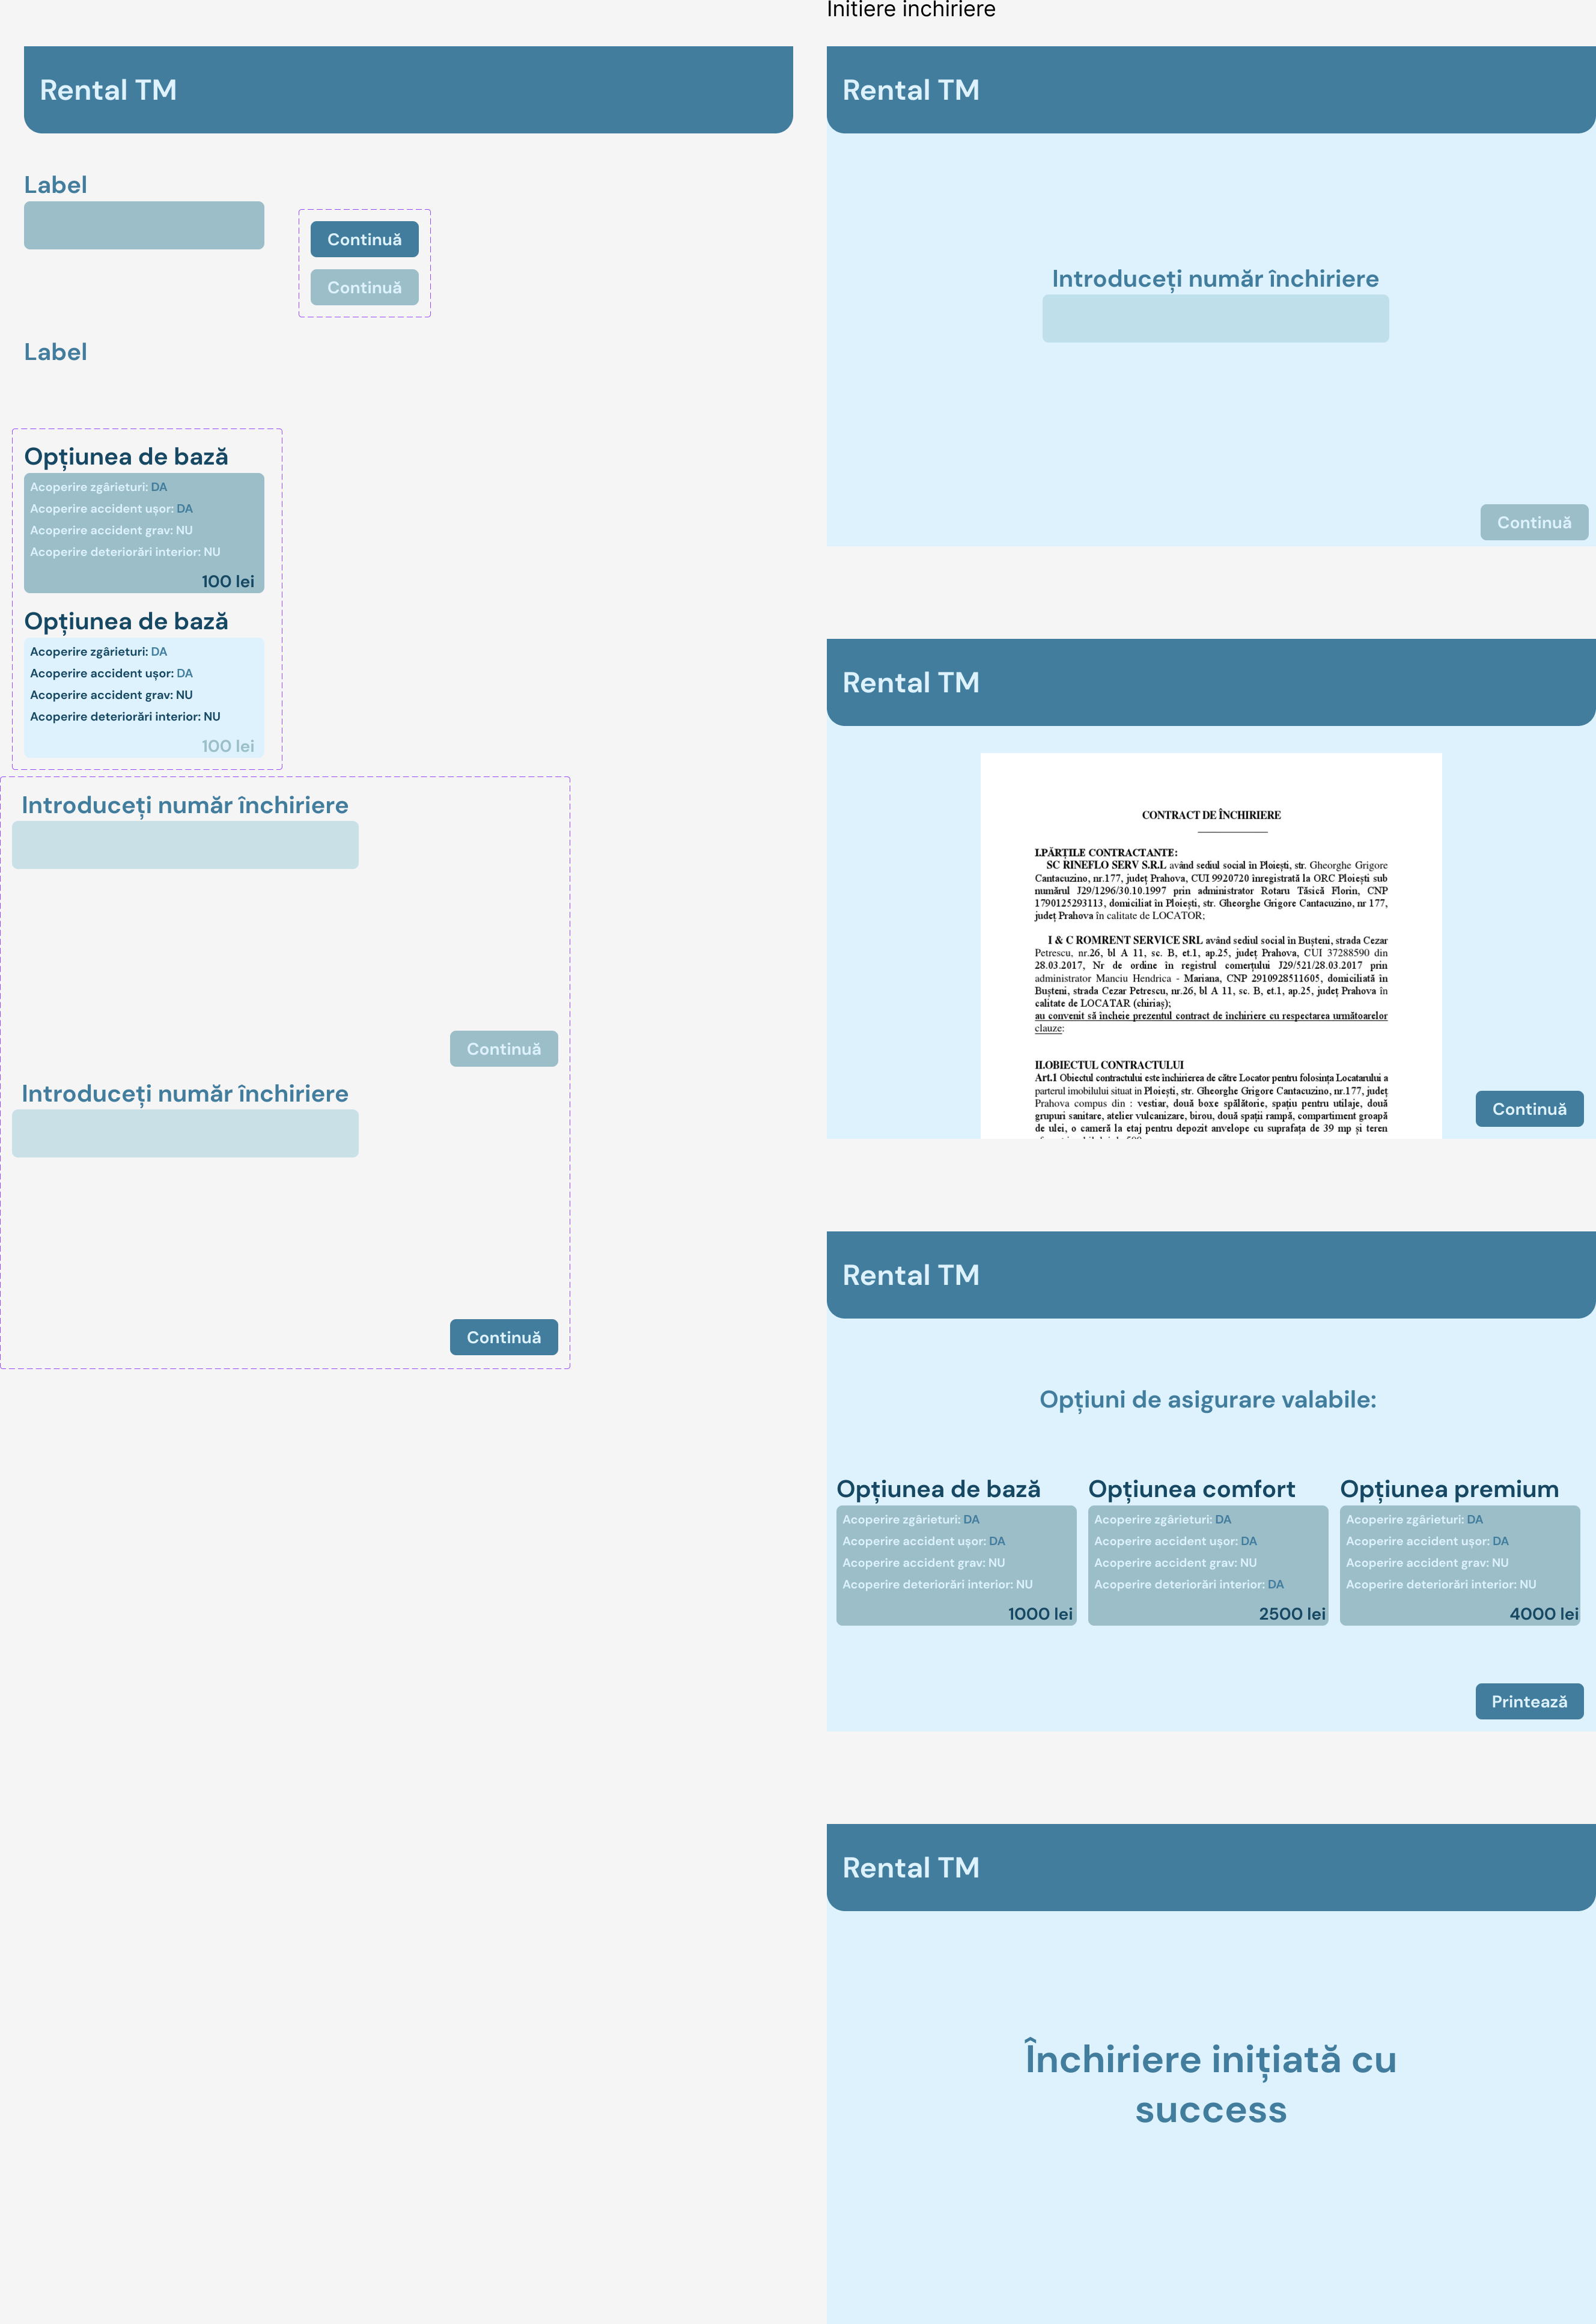 Rental TM
Label
Continuă
Continuă
Label
Opțiunea de bază
Acoperire zgârieturi: DA
Acoperire accident ușor: DA
Acoperire accident grav: NU
Acoperire deteriorări interior: NU
100 lei
Opțiunea de bază
Acoperire zgârieturi: DA
Acoperire accident ușor: DA
Acoperire accident grav: NU
Acoperire deteriorări interior: NU
100 lei
Introduceți număr închiriere
Continuă
Introduceți număr închiriere
Continuă
Initiere inchiriere
Rental TM
Introduceți număr închiriere
Continuă
Rental TM
CONTRACT DE ÎNCHIRIERE
I.PĂRȚILE CONTRACTANTE:
SC RINEFLO SERV S.R.L având sediul social în Ploiești, str. Gheorghe Grigore
Cantacuzino, nr.177, județ Prahova, CUI 9920720 înregistrată la ORC Ploiești sub
numărul J29/1296/30.10.1997 prin administrator Rotaru Tăsică Florin, CNP
1790125293113, domiciliat în Ploiești, str. Gheorghe Grigore Cantacuzino, nr 177,
județ Prahova în calitate de LOCATOR;
I & C ROMRENT SERVICE SRL având sediul social în Bușteni, strada Cezar
Petrescu, nr.26, bl A 11, sc. B, et.1, ap.25, județ Prahova, CUI 37288590 din
28.03.2017, Nr de ordine în registrul comerțului J29/521/28.03.2017 prin
administrator Manciu Hendrica - Mariana, CNP 2910928511605, domiciliată în
Bușteni, strada Cezar Petrescu, nr.26, bl A 11, sc. B, et.1, ap.25, județ Prahova în
calitate de LOCATAR (chiriaș);
au convenit să încheie prezentul contract de închiriere cu respectarea următoarelor
clauze:
II.OBIECTUL CONTRACTULUI
Art.1 Obiectul contractului este închirierea de către Locator pentru folosința Locatarului a
parterul imobilului situat in Ploiești, str. Gheorghe Grigore Cantacuzino, nr.177, județ
Prahova compus din : vestiar, două boxe spălătorie, spațiu pentru utilaje, două
grupuri sanitare, atelier vulcanizare, birou, două spații rampă, compartiment groapă
de ulei, o cameră la etaj pentru depozit anvelope cu suprafața de 39 mp și teren
Continuă
Rental TM
Opțiuni de asigurare valabile:
Opțiunea de bază
Acoperire zgârieturi: DA
Acoperire accident ușor: DA
Acoperire accident grav: NU
Acoperire deteriorări interior: NU
1000 lei
Opțiunea comfort
Acoperire zgârieturi: DA
Acoperire accident ușor: DA
Acoperire accident grav: NU
Acoperire deteriorări interior: DA
2500 lei
Opțiunea premium
Acoperire zgârieturi: DA
Acoperire accident ușor: DA
Acoperire accident grav: NU
Acoperire deteriorări interior: NU
4000 lei
Printează
Rental TM
Închiriere inițiată cu
success